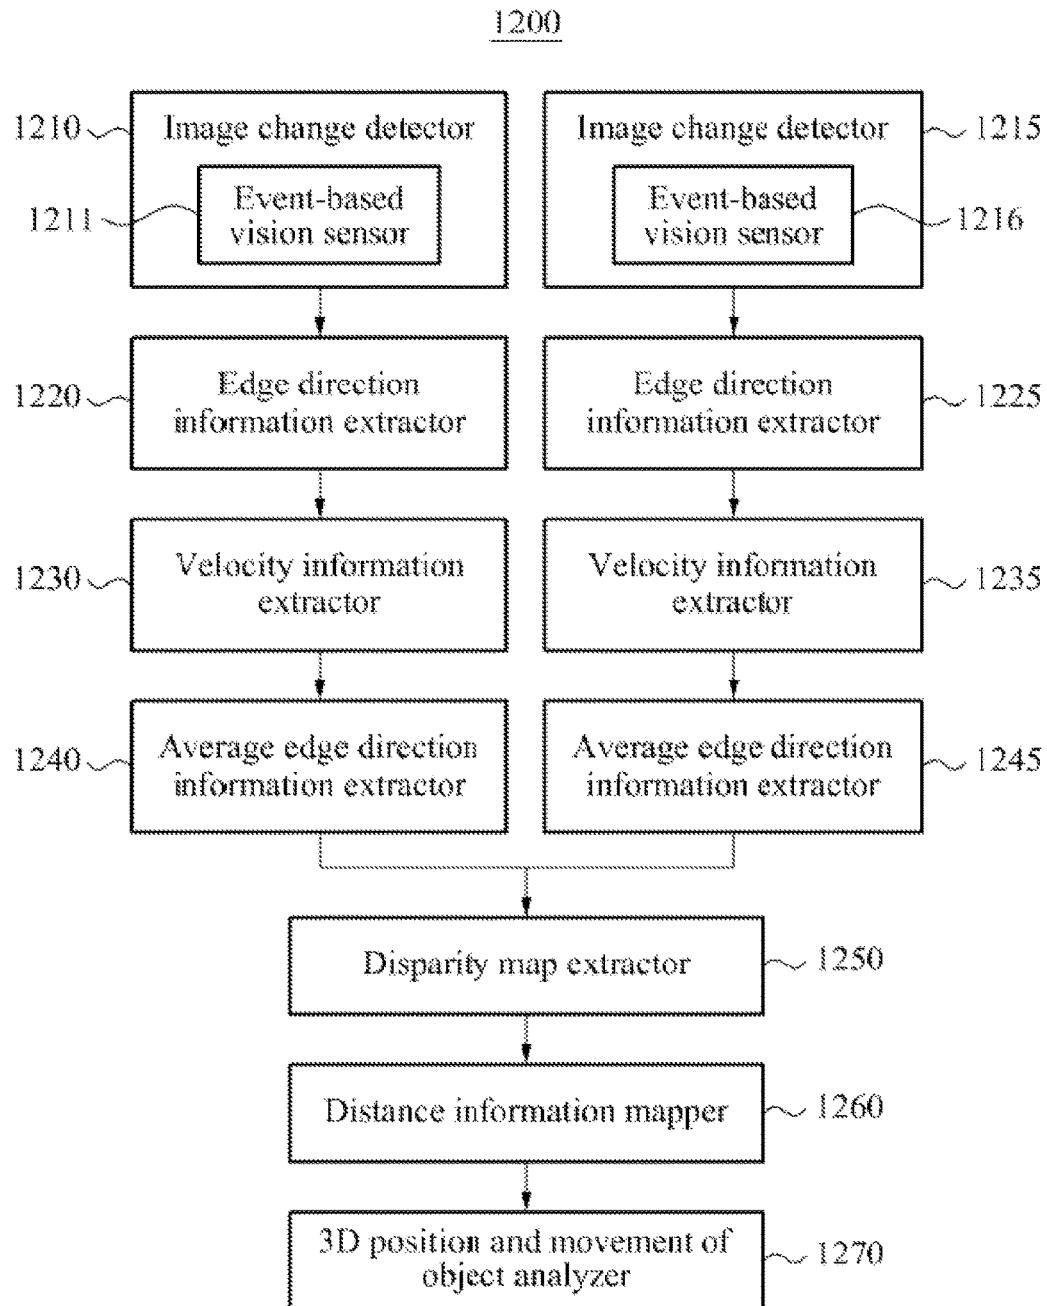 1200
1210
Image change detector
Event-based
vision sensor
1211
Image change detector
1215
Event-based
vision sensor
1216
1220
Edge direction
information extractor
Edge direction
information extractor
1225
1230
Velocity information
extractor
Velocity information
extractor
1235
1240
Average edge direction
information extractor
Average edge direction
information extractor
1245
Disparity map extractor
1250
Distance information mapper
1260
3D position and movement of
object analyzer
1270